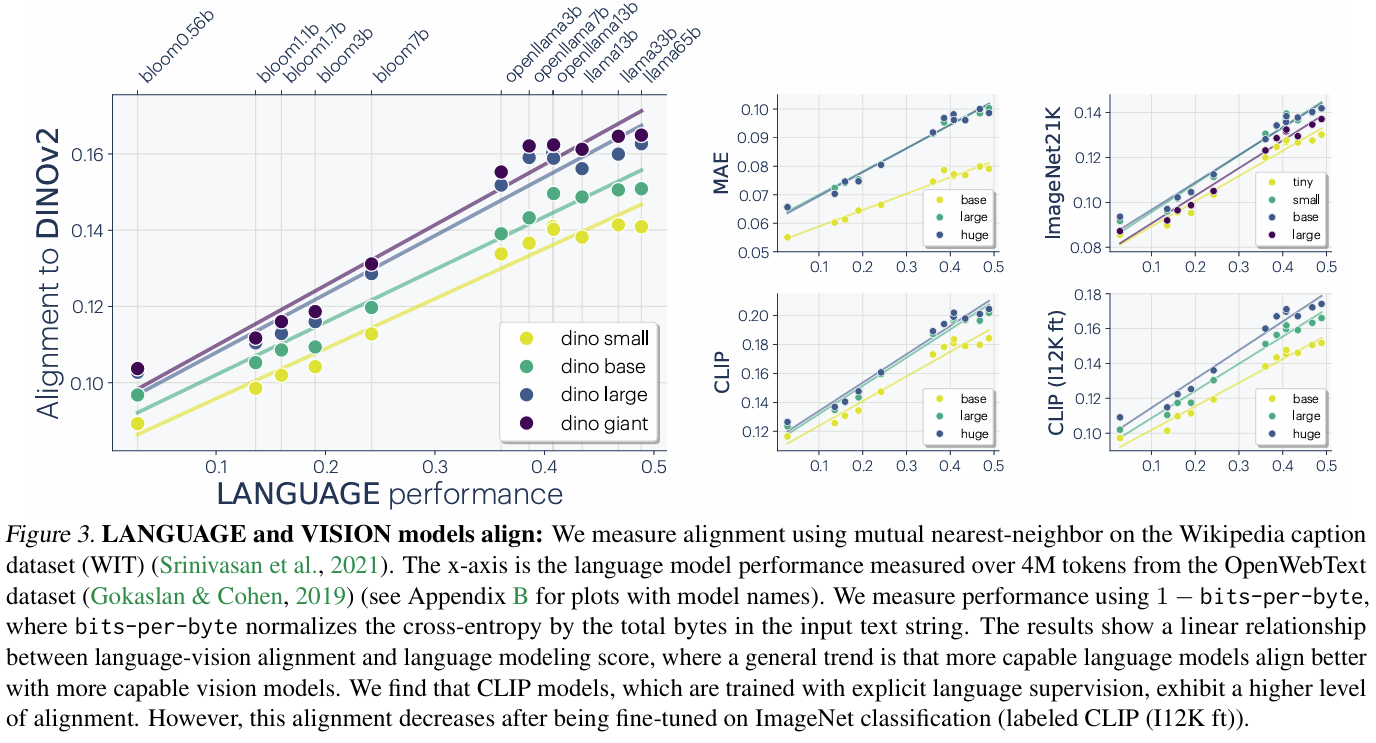 bloom0.56b
bloom1.1b
bloom1.7b
bloom3b
bloom7b
openllama3b
openllama7b
openllama13b
llama13b
llama33b
llama65b
Alignment to DINOv2
0.16
0.14
0.12
0.10
dino small
dino base
dino large
dino giant
0.1
0.2
0.3
0.4
0.5
LANGUAGE performance
MAE
0.10
0.09
0.08
0.07
0.06
0.05
base
large
huge
0.1
0.2
0.3
0.4
0.5
ImageNet21K
0.14
0.12
0.10
0.08
tiny
small
base
large
0.1
0.2
0.3
0.4
0.5
CLIP
0.20
0.18
0.16
0.14
0.12
base
large
huge
0.1
0.2
0.3
0.4
0.5
CLIP (I12K ft)
0.18
0.16
0.14
0.12
0.10
base
large
huge
0.1
0.2
0.3
0.4
0.5
Figure 3. LANGUAGE and VISION models align: We measure alignment using mutual nearest-neighbor on the Wikipedia caption
dataset (WIT) (Srinivasan et al., 2021). The x-axis is the language model performance measured over 4M tokens from the OpenWebText
dataset (Gokaslan & Cohen, 2019) (see Appendix B for plots with model names). We measure performance using 1 − bits-per-byte,
where bits-per-byte normalizes the cross-entropy by the total bytes in the input text string. The results show a linear relationship
between language-vision alignment and language modeling score, where a general trend is that more capable language models align better
with more capable vision models. We find that CLIP models, which are trained with explicit language supervision, exhibit a higher level
of alignment. However, this alignment decreases after being fine-tuned on ImageNet classification (labeled CLIP (I12K ft)).